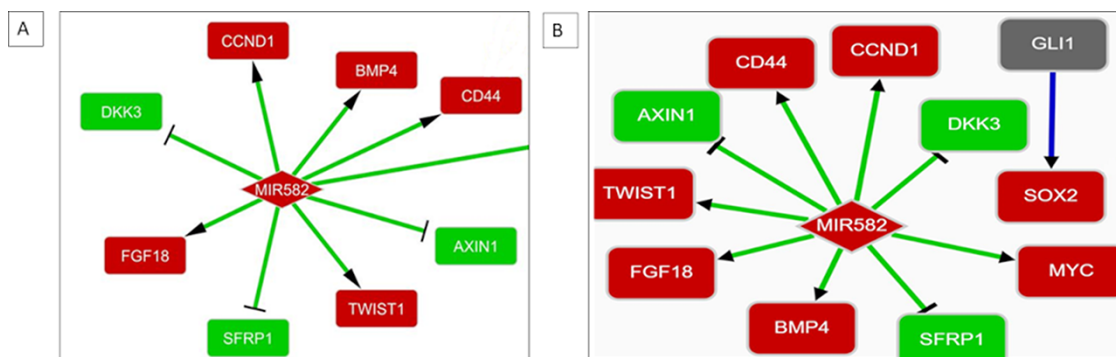 A
CCND1
BMP4
CD44
DKK3
MIR582
FGF18
AXIN1
TWIST1
SFRP1
B
GLI1
CCND1
CD44
AXIN1
DKK3
TWIST1
SOX2
MIR582
FGF18
MYC
BMP4
SFRP1